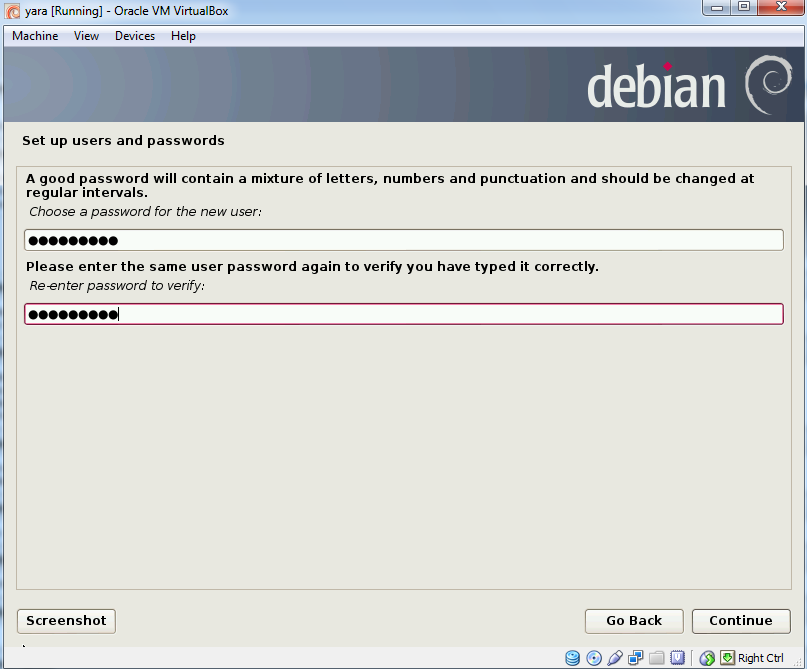 yara [Running] - Oracle VM VirtualBox
Machine View Devices Help
debian
Set up users and passwords
A good password will contain a mixture of letters, numbers and punctuation and should be changed at
regular intervals.
Choose a password for the new user:
●●●●●●●●●
Please enter the same user password again to verify you have typed it correctly.
Re-enter password to verify:
●●●●●●●●●
Screenshot Go Back Continue
Right Ctrl